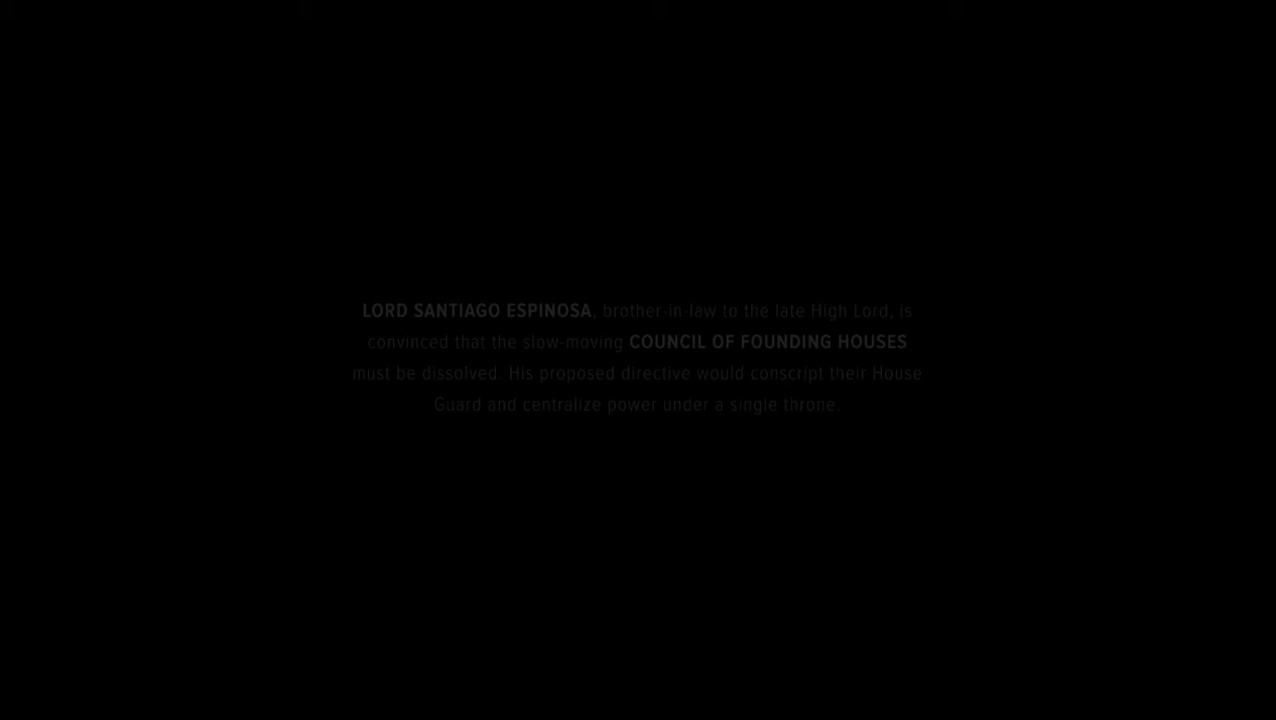 LORD SANTIAGO ESPINOSA, brother-in-law to the late High Lord, is
convinced that the slow-moving COUNCIL OF FOUNDING HOUSES
must be dissolved. His proposed directive would conscript their House
Guard and centralize power under a single throne.